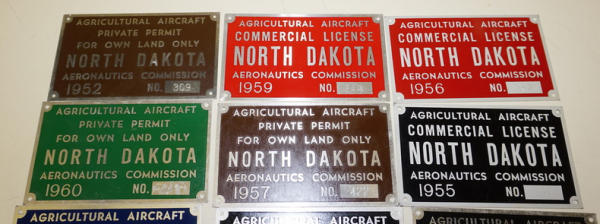 AGRICULTURAL AIRCRAFT
PRIVATE PERMIT
FOR OWN LAND ONLY
NORTH DAKOTA
AERONAUTICS COMMISSION
1952 NO. 309
AGRICULTURAL AIRCRAFT
COMMERCIAL LICENSE
NORTH DAKOTA
AERONAUTICS COMMISSION
1959 NO.
AGRICULTURAL AIRCRAFT
COMMERCIAL LICENSE
NORTH DAKOTA
AERONAUTICS COMMISSION
1956 NO.
AGRICULTURAL AIRCRAFT
PRIVATE PERMIT
FOR OWN LAND ONLY
NORTH DAKOTA
AERONAUTICS COMMISSION
1960 NO.
AGRICULTURAL AIRCRAFT
PRIVATE PERMIT
FOR OWN LAND ONLY
NORTH DAKOTA
AERONAUTICS COMMISSION
1957 NO. 422
AGRICULTURAL AIRCRAFT
COMMERCIAL LICENSE
NORTH DAKOTA
AERONAUTICS COMMISSION
1955 NO.
AGRICULTURAL AIRCRAFT
AGRICULTURAL AIRCRAFT
AGRICULTURAL AIRCRAFT